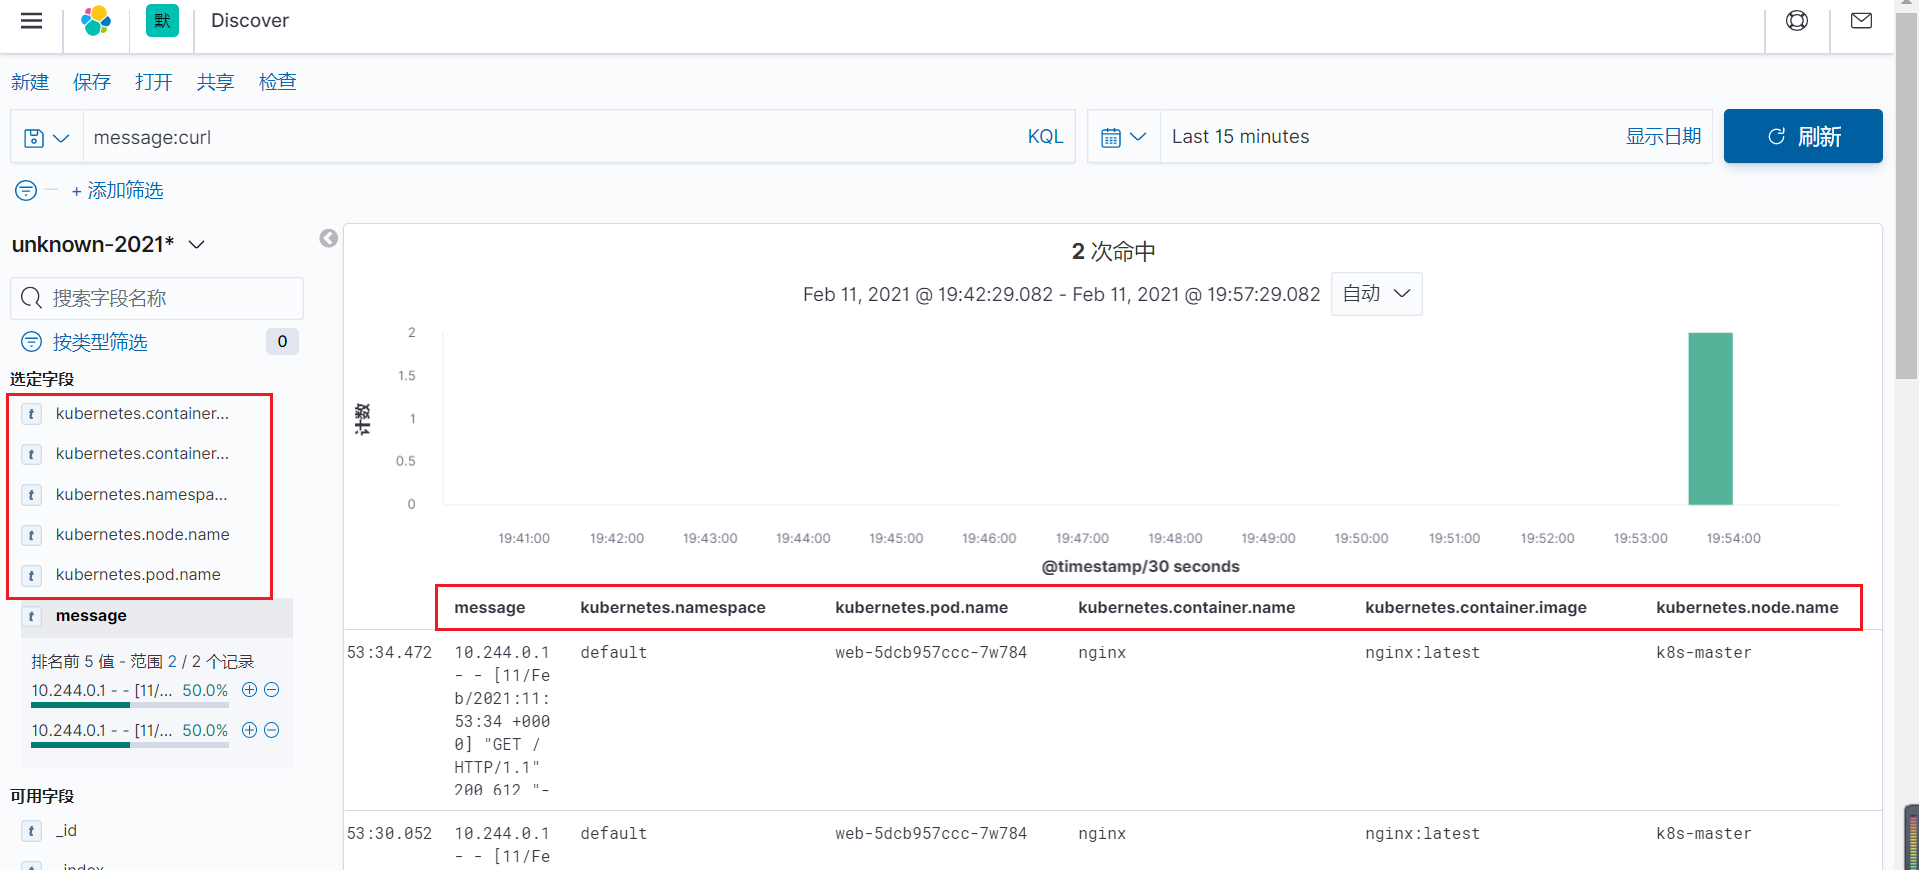 默 Discover
新建 保存 打开 共享 检查
message:curl KQL Last 15 minutes 显示日期 刷新
+ 添加筛选
unknown-2021*
搜索字段名称
按类型筛选 0
选定字段
t kubernetes.container...
t kubernetes.container...
t kubernetes.namespa...
t kubernetes.node.name
t kubernetes.pod.name
t message
排名前 5 值 - 范围 2 / 2 个记录
10.244.0.1 - - [11/... 50.0%
10.244.0.1 - - [11/... 50.0%
可用字段
t _id
_index
2 次命中
Feb 11, 2021 @ 19:42:29.082 - Feb 11, 2021 @ 19:57:29.082 自动
计数
2
1.5
1
0.5
0
19:41:00 19:42:00 19:43:00 19:44:00 19:45:00 19:46:00 19:47:00 19:48:00 19:49:00 19:50:00 19:51:00 19:52:00 19:53:00 19:54:00
@timestamp/30 seconds
message kubernetes.namespace kubernetes.pod.name kubernetes.container.name kubernetes.container.image kubernetes.node.name
53:34.472 10.244.0.1 default web-5dcb957ccc-7w784 nginx nginx:latest k8s-master
- - [11/Fe
b/2021:11:
53:34 +000
0] "GET /
HTTP/1.1"
200 612 "-
53:30.052 10.244.0.1 default web-5dcb957ccc-7w784 nginx nginx:latest k8s-master
- - [11/Fe